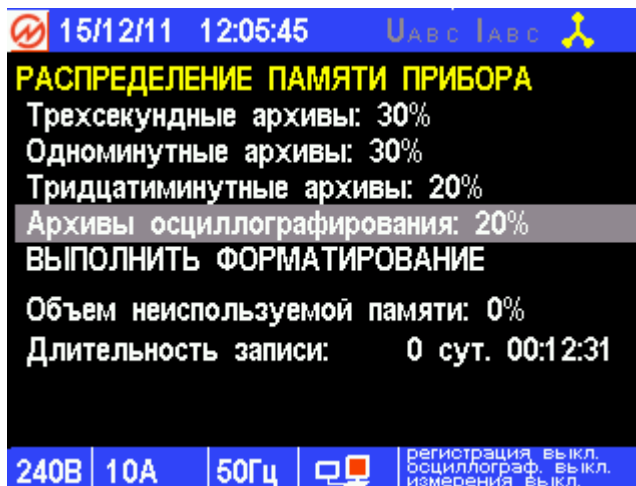 15/12/11 12:05:45 UABC IABC
РАСПРЕДЕЛЕНИЕ ПАМЯТИ ПРИБОРА
Трехсекундные архивы: 30%
Одноминутные архивы: 30%
Тридцатиминутные архивы: 20%
Архивы осциллографирования: 20%
ВЫПОЛНИТЬ ФОРМАТИРОВАНИЕ
Объем неиспользуемой памяти: 0%
Длительность записи: 0 сут. 00:12:31
240В 10А 50Гц
регистрация выкл.
осциллограф. выкл.
измерения выкл.